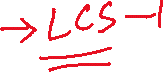 → LCS-1